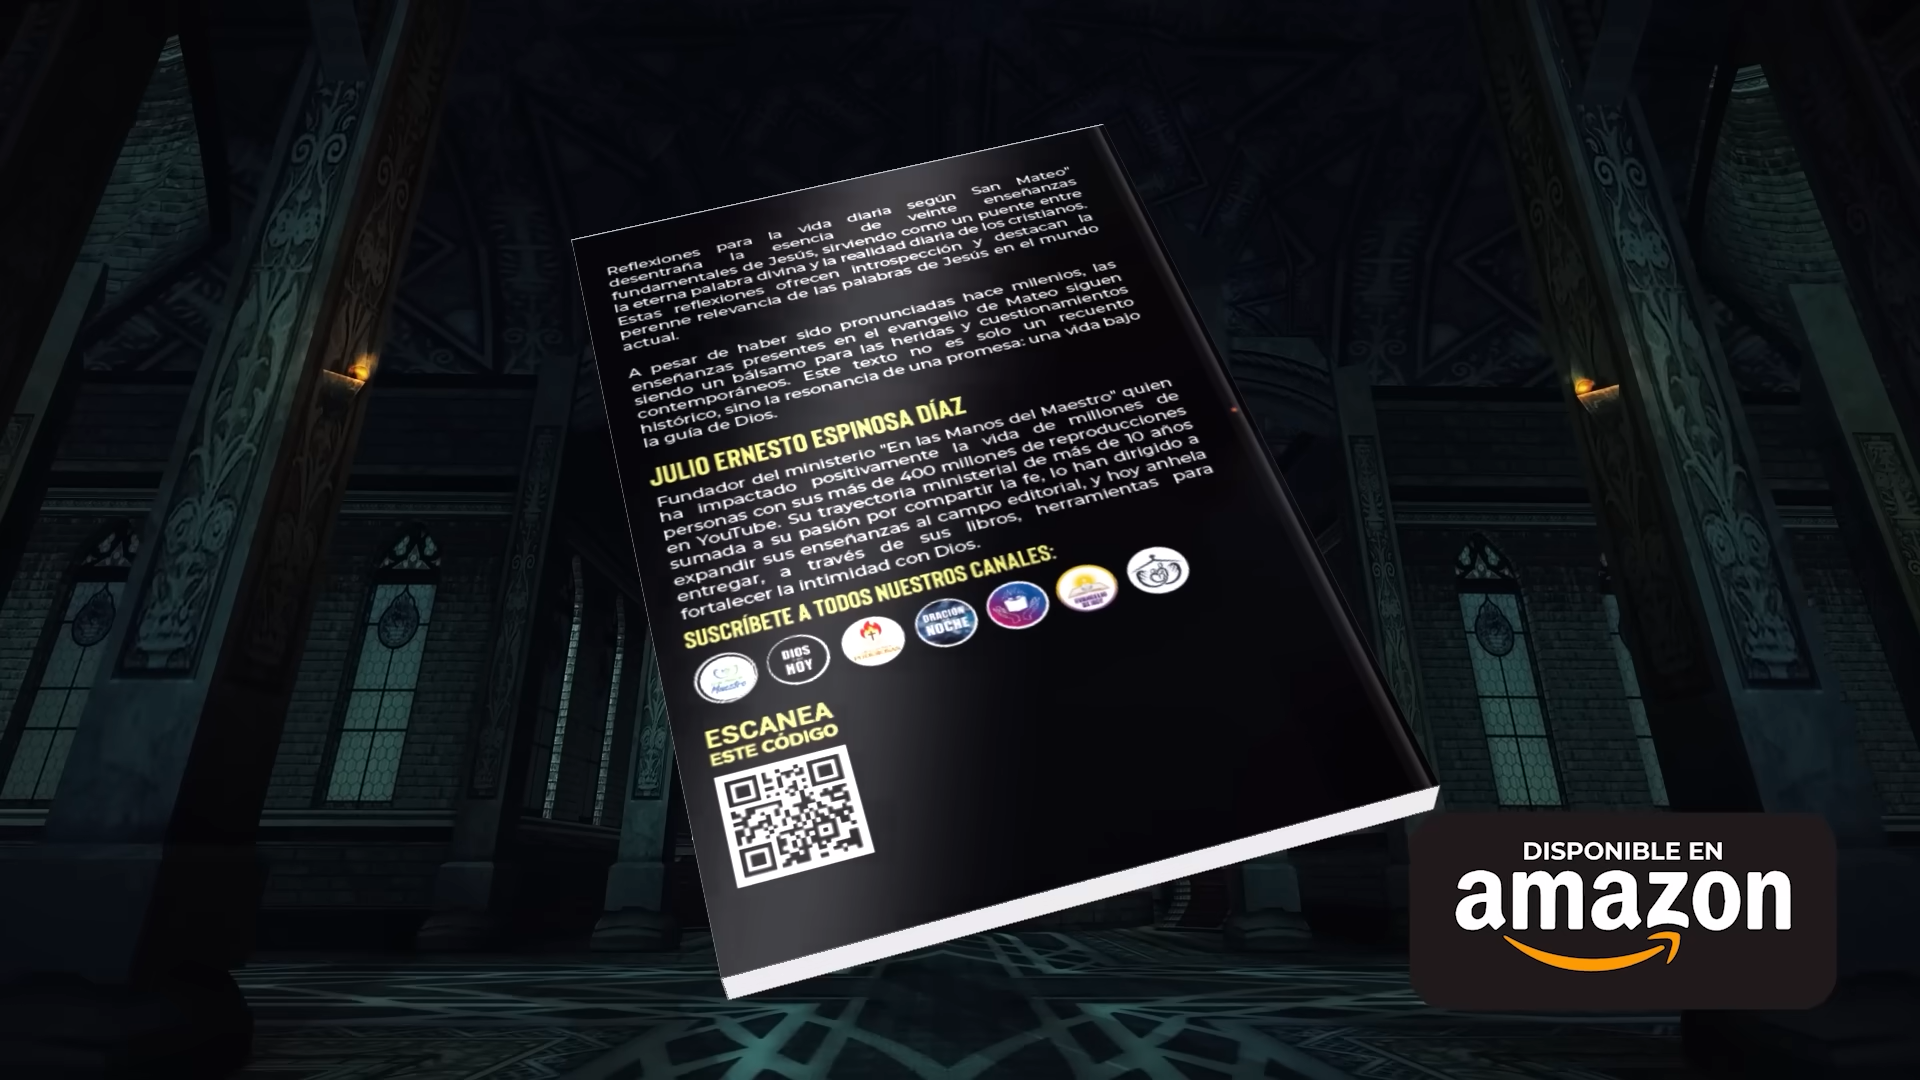 Reflexiones para la vida diaria según San Mateo"
desentraña la esencia de veinte enseñanzas
fundamentales de Jesús, sirviendo como un puente entre
la eterna palabra divina y la realidad diaria de los cristianos.
Estas reflexiones ofrecen introspección y destacan la
perenne relevancia de las palabras de Jesús en el mundo
actual.
A pesar de haber sido pronunciadas hace milenios, las
enseñanzas presentes en el evangelio de Mateo siguen
siendo un bálsamo para las heridas y cuestionamientos
contemporáneos. Este texto no es solo un recuento
histórico, sino la resonancia de una promesa: una vida bajo
la guía de Dios.
JULIO ERNESTO ESPINOSA DÍAZ
Fundador del ministerio "En las Manos del Maestro" quien
ha impactado positivamente la vida de millones de
personas con sus más de 400 millones de reproducciones
en YouTube. Su trayectoria ministerial de más de 10 años
sumada a su pasión por compartir la fe, lo han dirigido a
expandir sus enseñanzas al campo editorial, y hoy anhela
entregar, a través de sus libros, herramientas para
fortalecer la intimidad con Dios.
SUSCRÍBETE A TODOS NUESTROS CANALES:
Maestro
DIOS
HOY
ORACIÓN
NOCHE
ESCANEA
ESTE CÓDIGO
DISPONIBLE EN
amazon